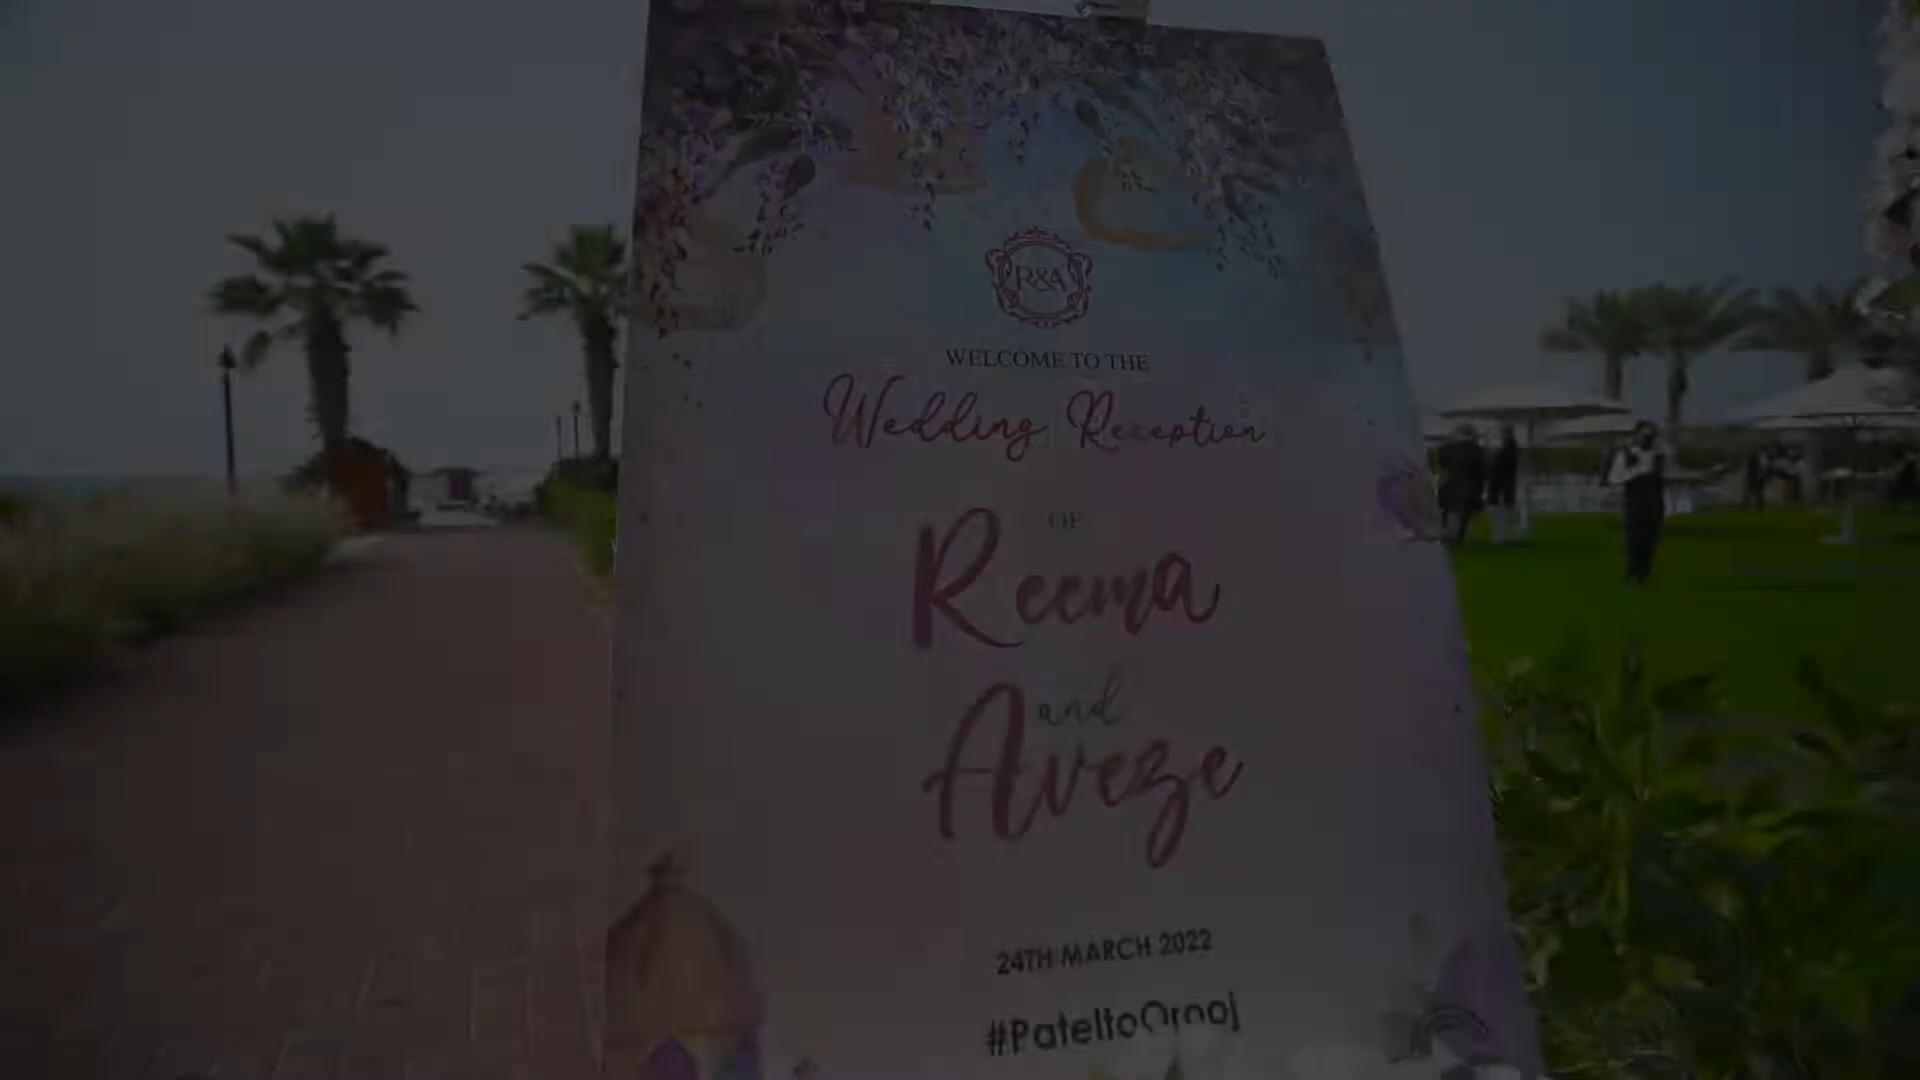 R&A
WELCOME TO THE
Wedding Reception
OF
Reema
and
Aveze
24TH MARCH 2022
#PateltoOrooj